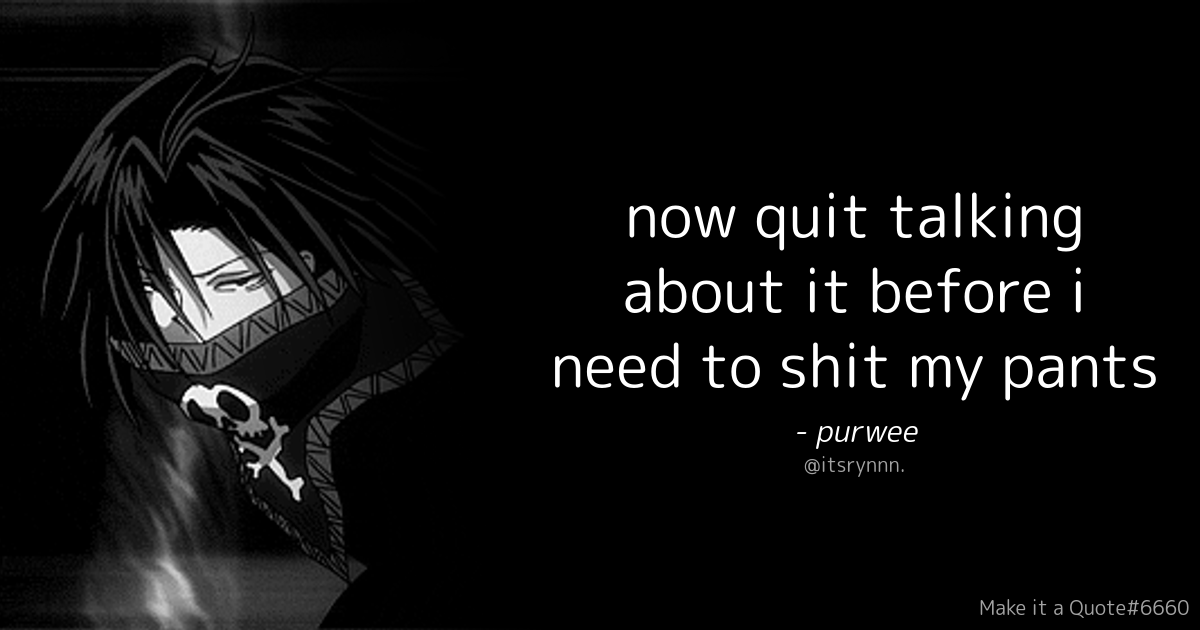 now quit talking
about it before i
need to shit my pants
- purwee
@itsrynnn.
Make it a Quote#6660